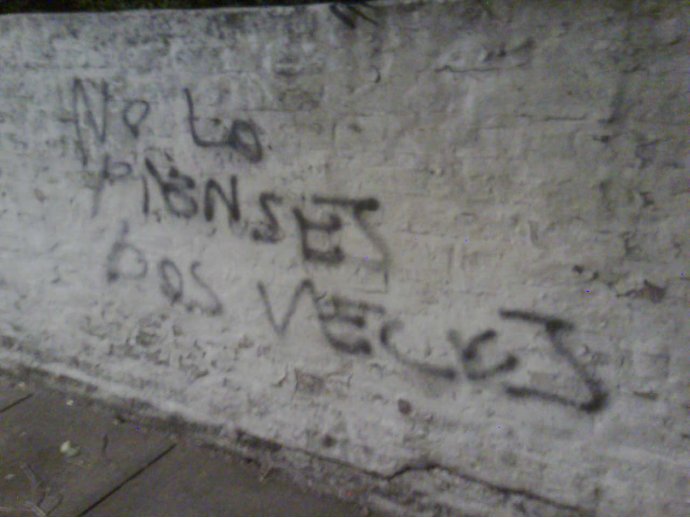 No Lo
PIENSES
DOS VECES